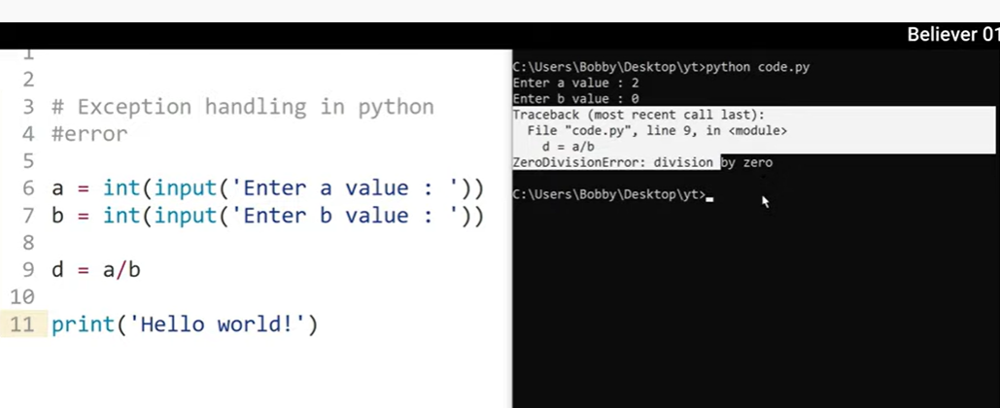 Believer 01
1
2
3 # Exception handling in python
4 #error
5
6 a = int(input('Enter a value : '))
7 b = int(input('Enter b value : '))
8
9 d = a/b
10
11 print('Hello world!')
C:\Users\Bobby\Desktop\yt>python code.py
Enter a value : 2
Enter b value : 0
Traceback (most recent call last):
  File "code.py", line 9, in <module>
    d = a/b
ZeroDivisionError: division by zero
C:\Users\Bobby\Desktop\yt>